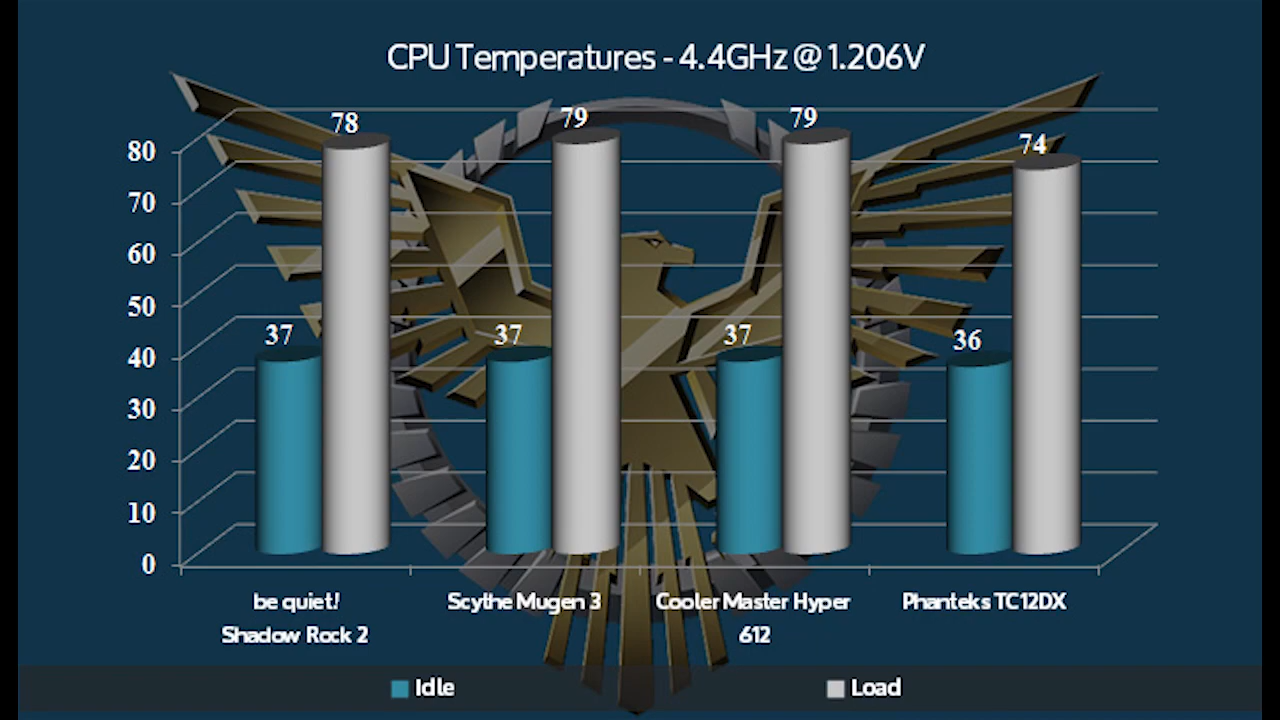 CPU Temperatures - 4.4GHz @ 1.206V
80
70
60
50
40
30
20
10
0
37
78
37
79
37
79
36
74
be quiet!
Shadow Rock 2
Scythe Mugen 3
Cooler Master Hyper
612
Phanteks TC12DX
Idle
Load